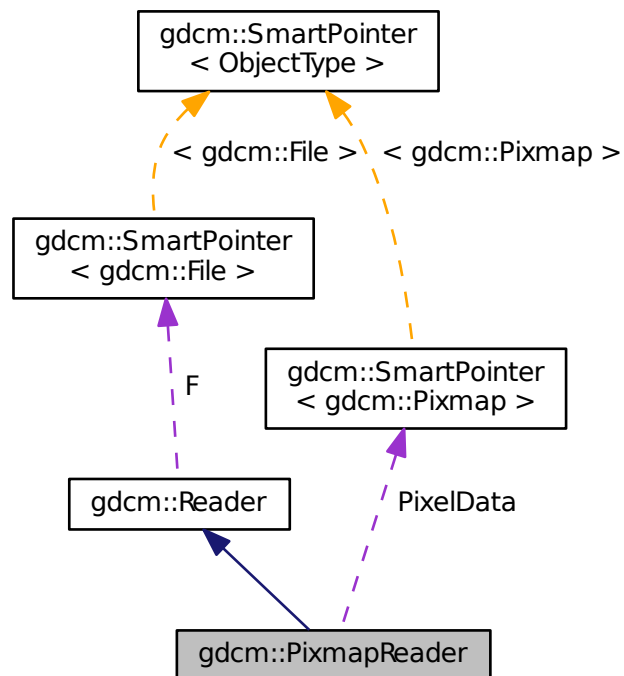 gdcm::SmartPointer
< ObjectType >
< gdcm::File >
< gdcm::Pixmap >
gdcm::SmartPointer
< gdcm::File >
gdcm::SmartPointer
< gdcm::Pixmap >
F
gdcm::Reader
PixelData
gdcm::PixmapReader